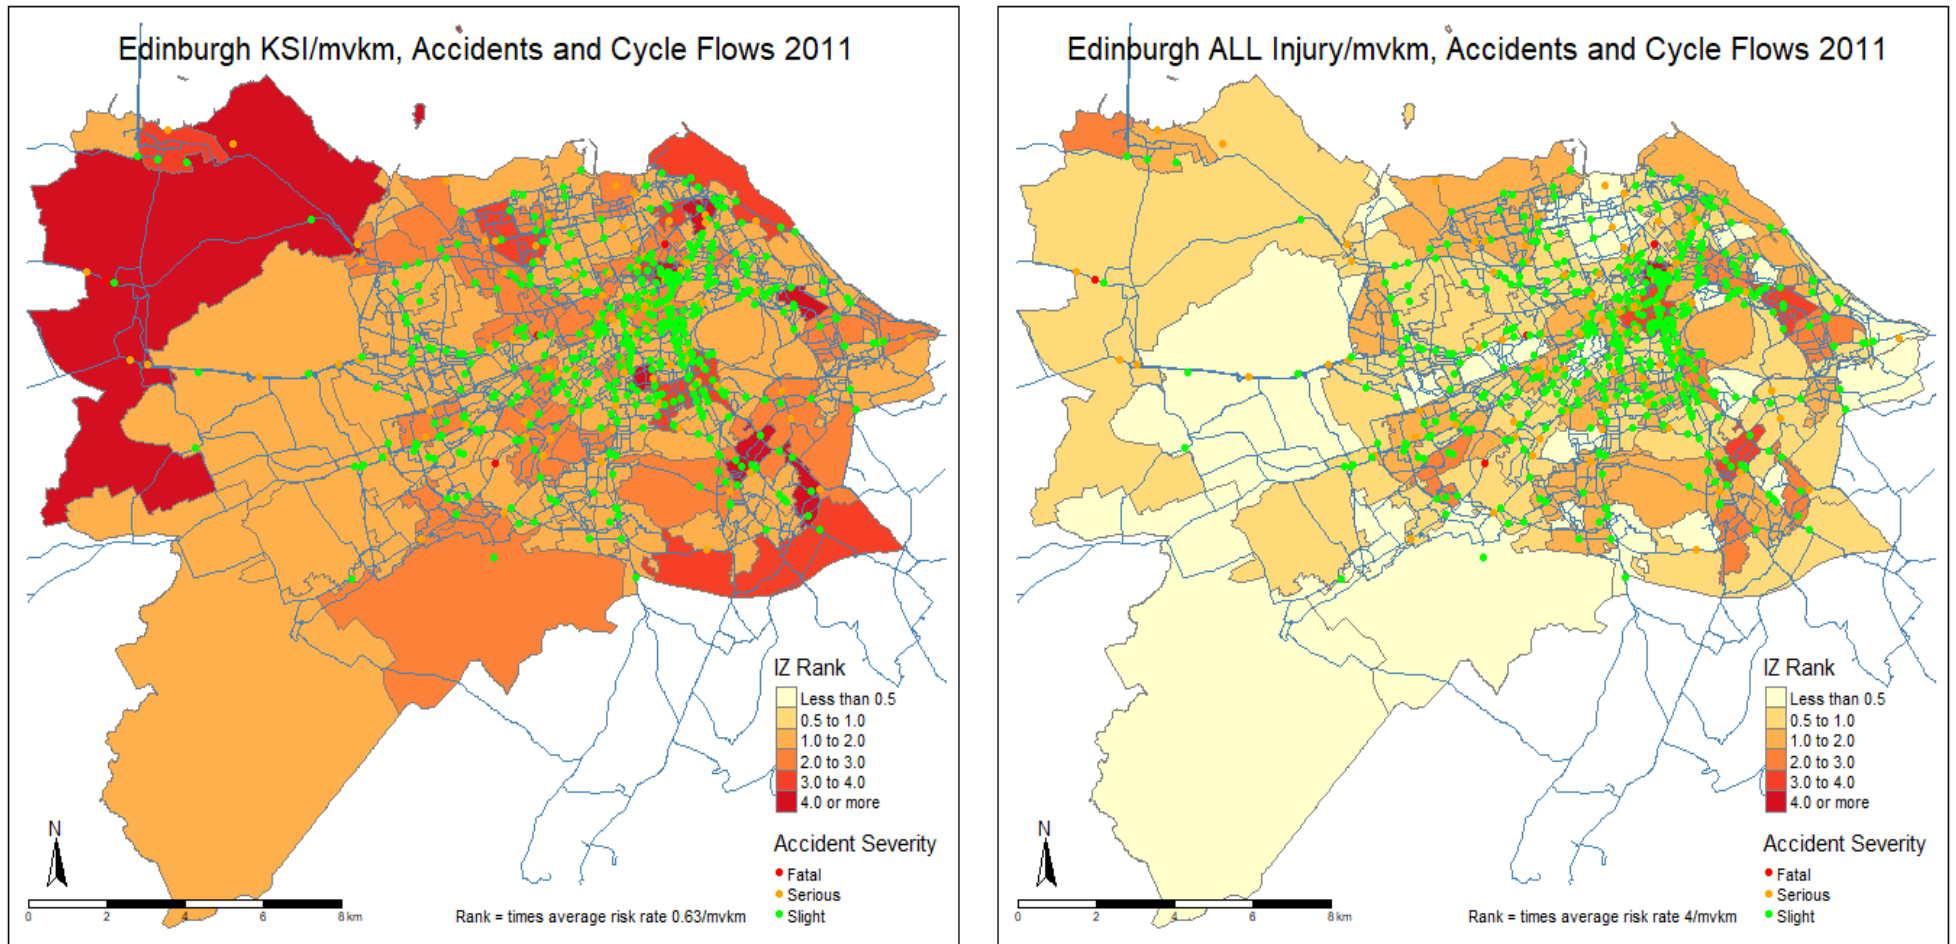 Edinburgh KSI/mvkm, Accidents and Cycle Flows 2011
IZ Rank
Less than 0.5
0.5 to 1.0
1.0 to 2.0
2.0 to 3.0
3.0 to 4.0
4.0 or more
Accident Severity
Fatal
Serious
Slight
N
0 2 4 6 8 km
Rank = times average risk rate 0.63/mvkm
Edinburgh ALL Injury/mvkm, Accidents and Cycle Flows 2011
IZ Rank
Less than 0.5
0.5 to 1.0
1.0 to 2.0
2.0 to 3.0
3.0 to 4.0
4.0 or more
Accident Severity
Fatal
Serious
Slight
N
0 2 4 6 8 km
Rank = times average risk rate 4/mvkm